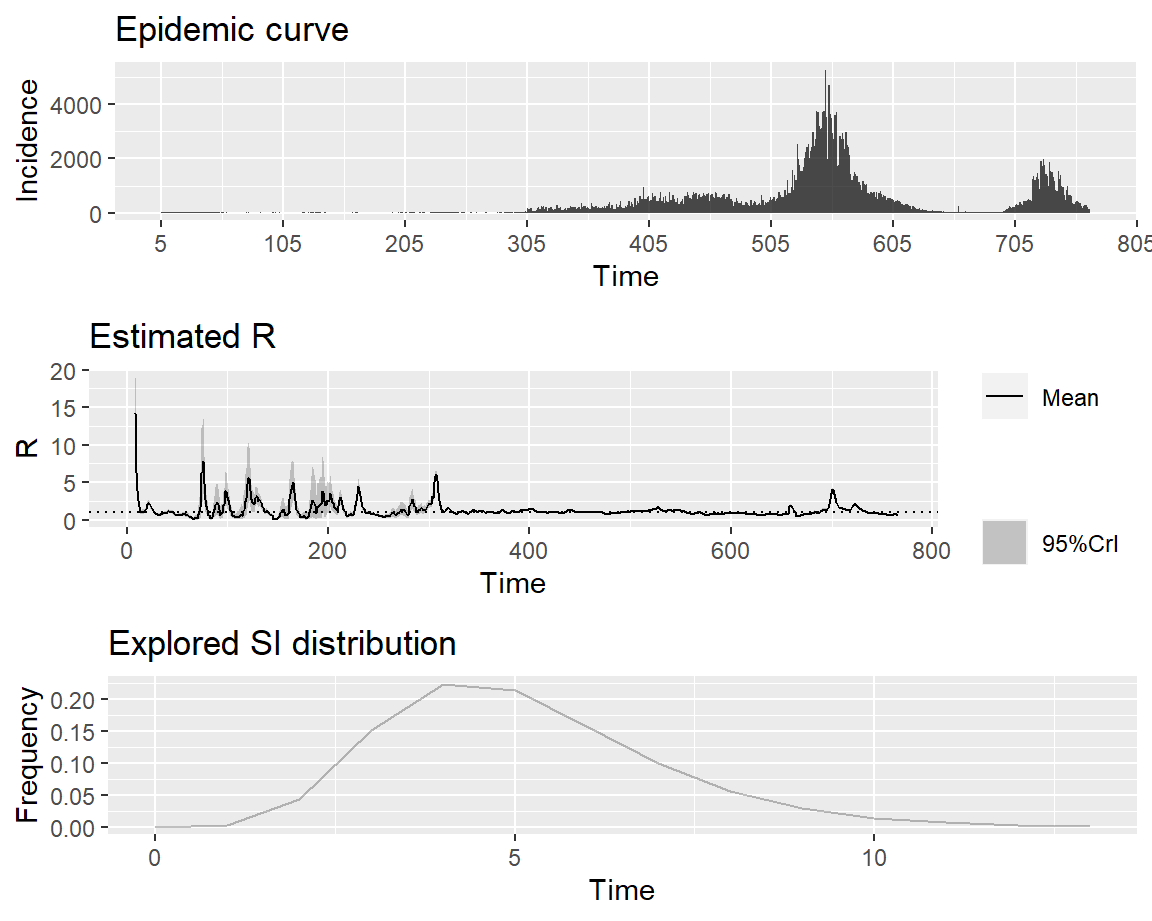 Epidemic curve
Incidence
4000
2000
0
5 105 205 305 405 505 605 705 805
Time
Estimated R
R
20
15
10
5
0
0 200 400 600 800
Time
Mean
95%CrI
Explored SI distribution
Frequency
0.20
0.15
0.10
0.05
0.00
0 5 10
Time